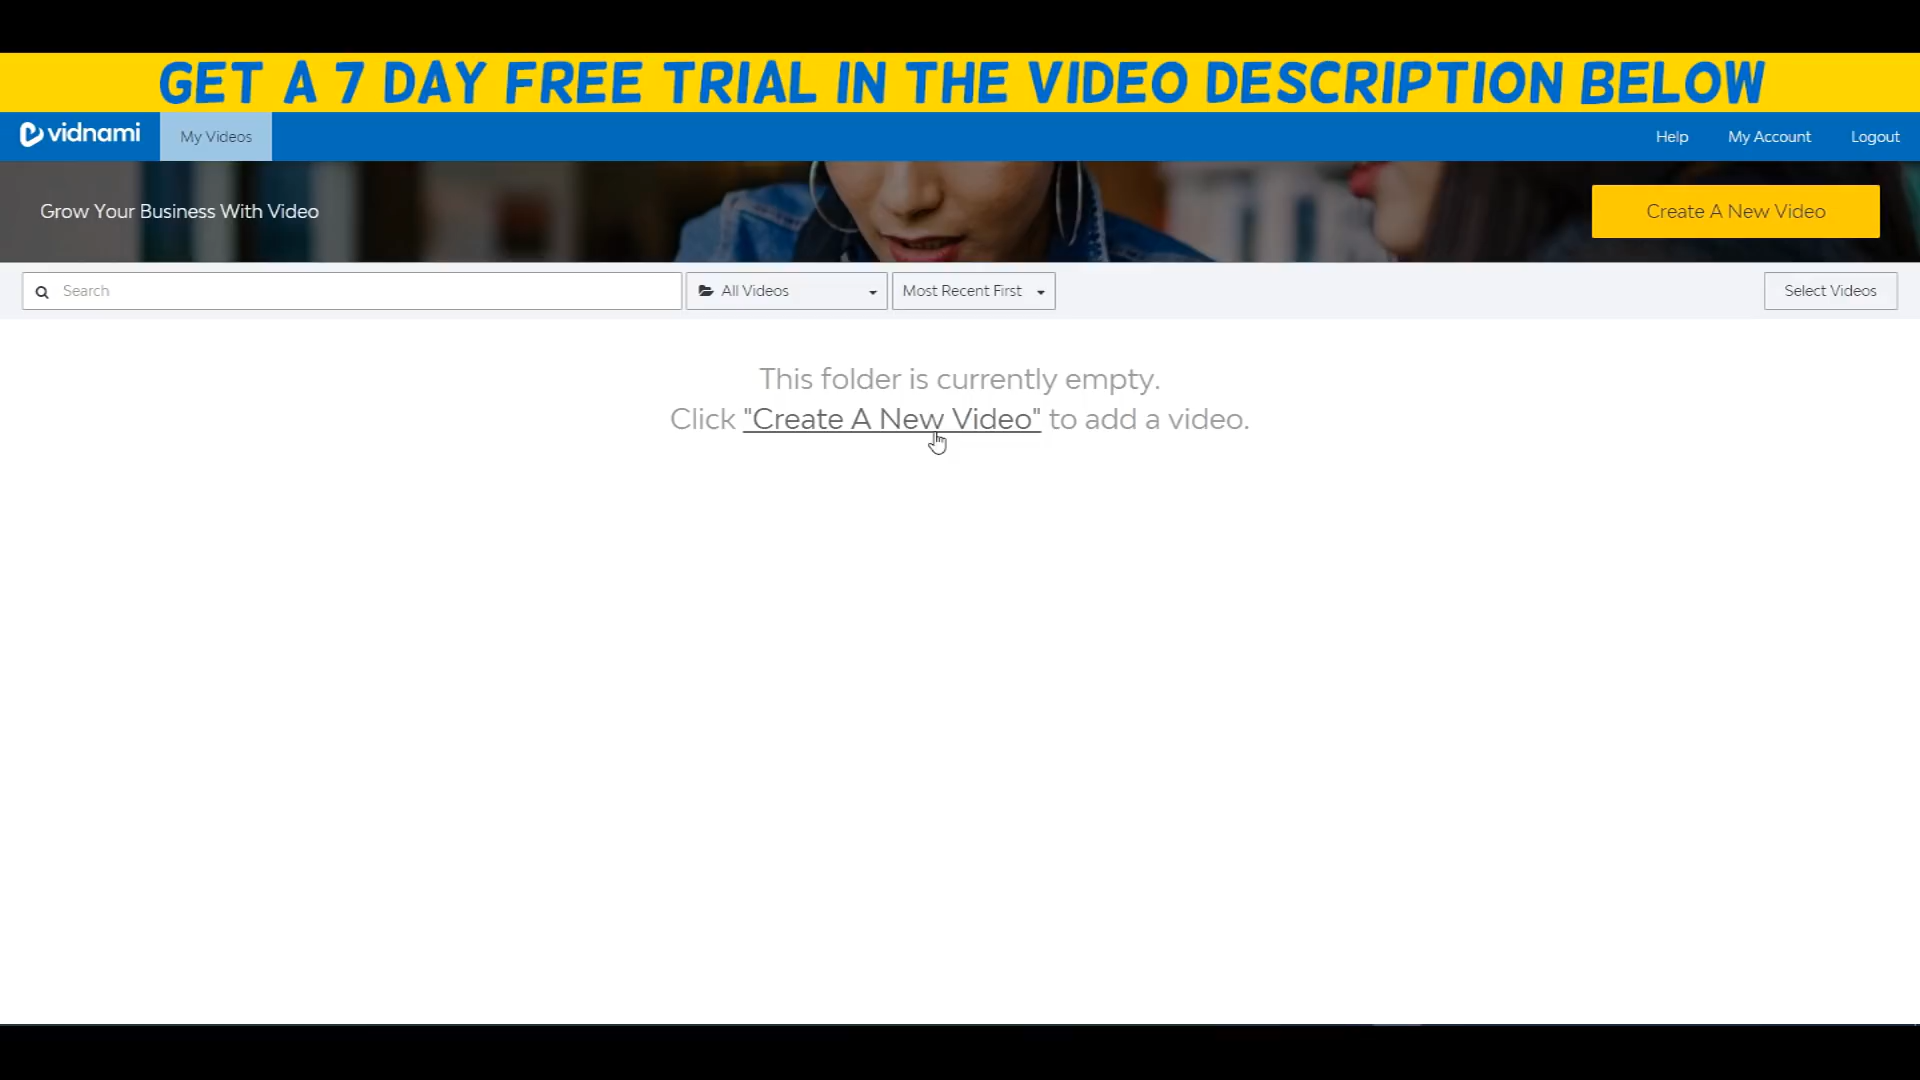 GET A 7 DAY FREE TRIAL IN THE VIDEO DESCRIPTION BELOW
vidnami
My Videos
Help
My Account
Logout
Grow Your Business With Video
Create A New Video
Search
All Videos
Most Recent First
Select Videos
This folder is currently empty.
Click "Create A New Video" to add a video.